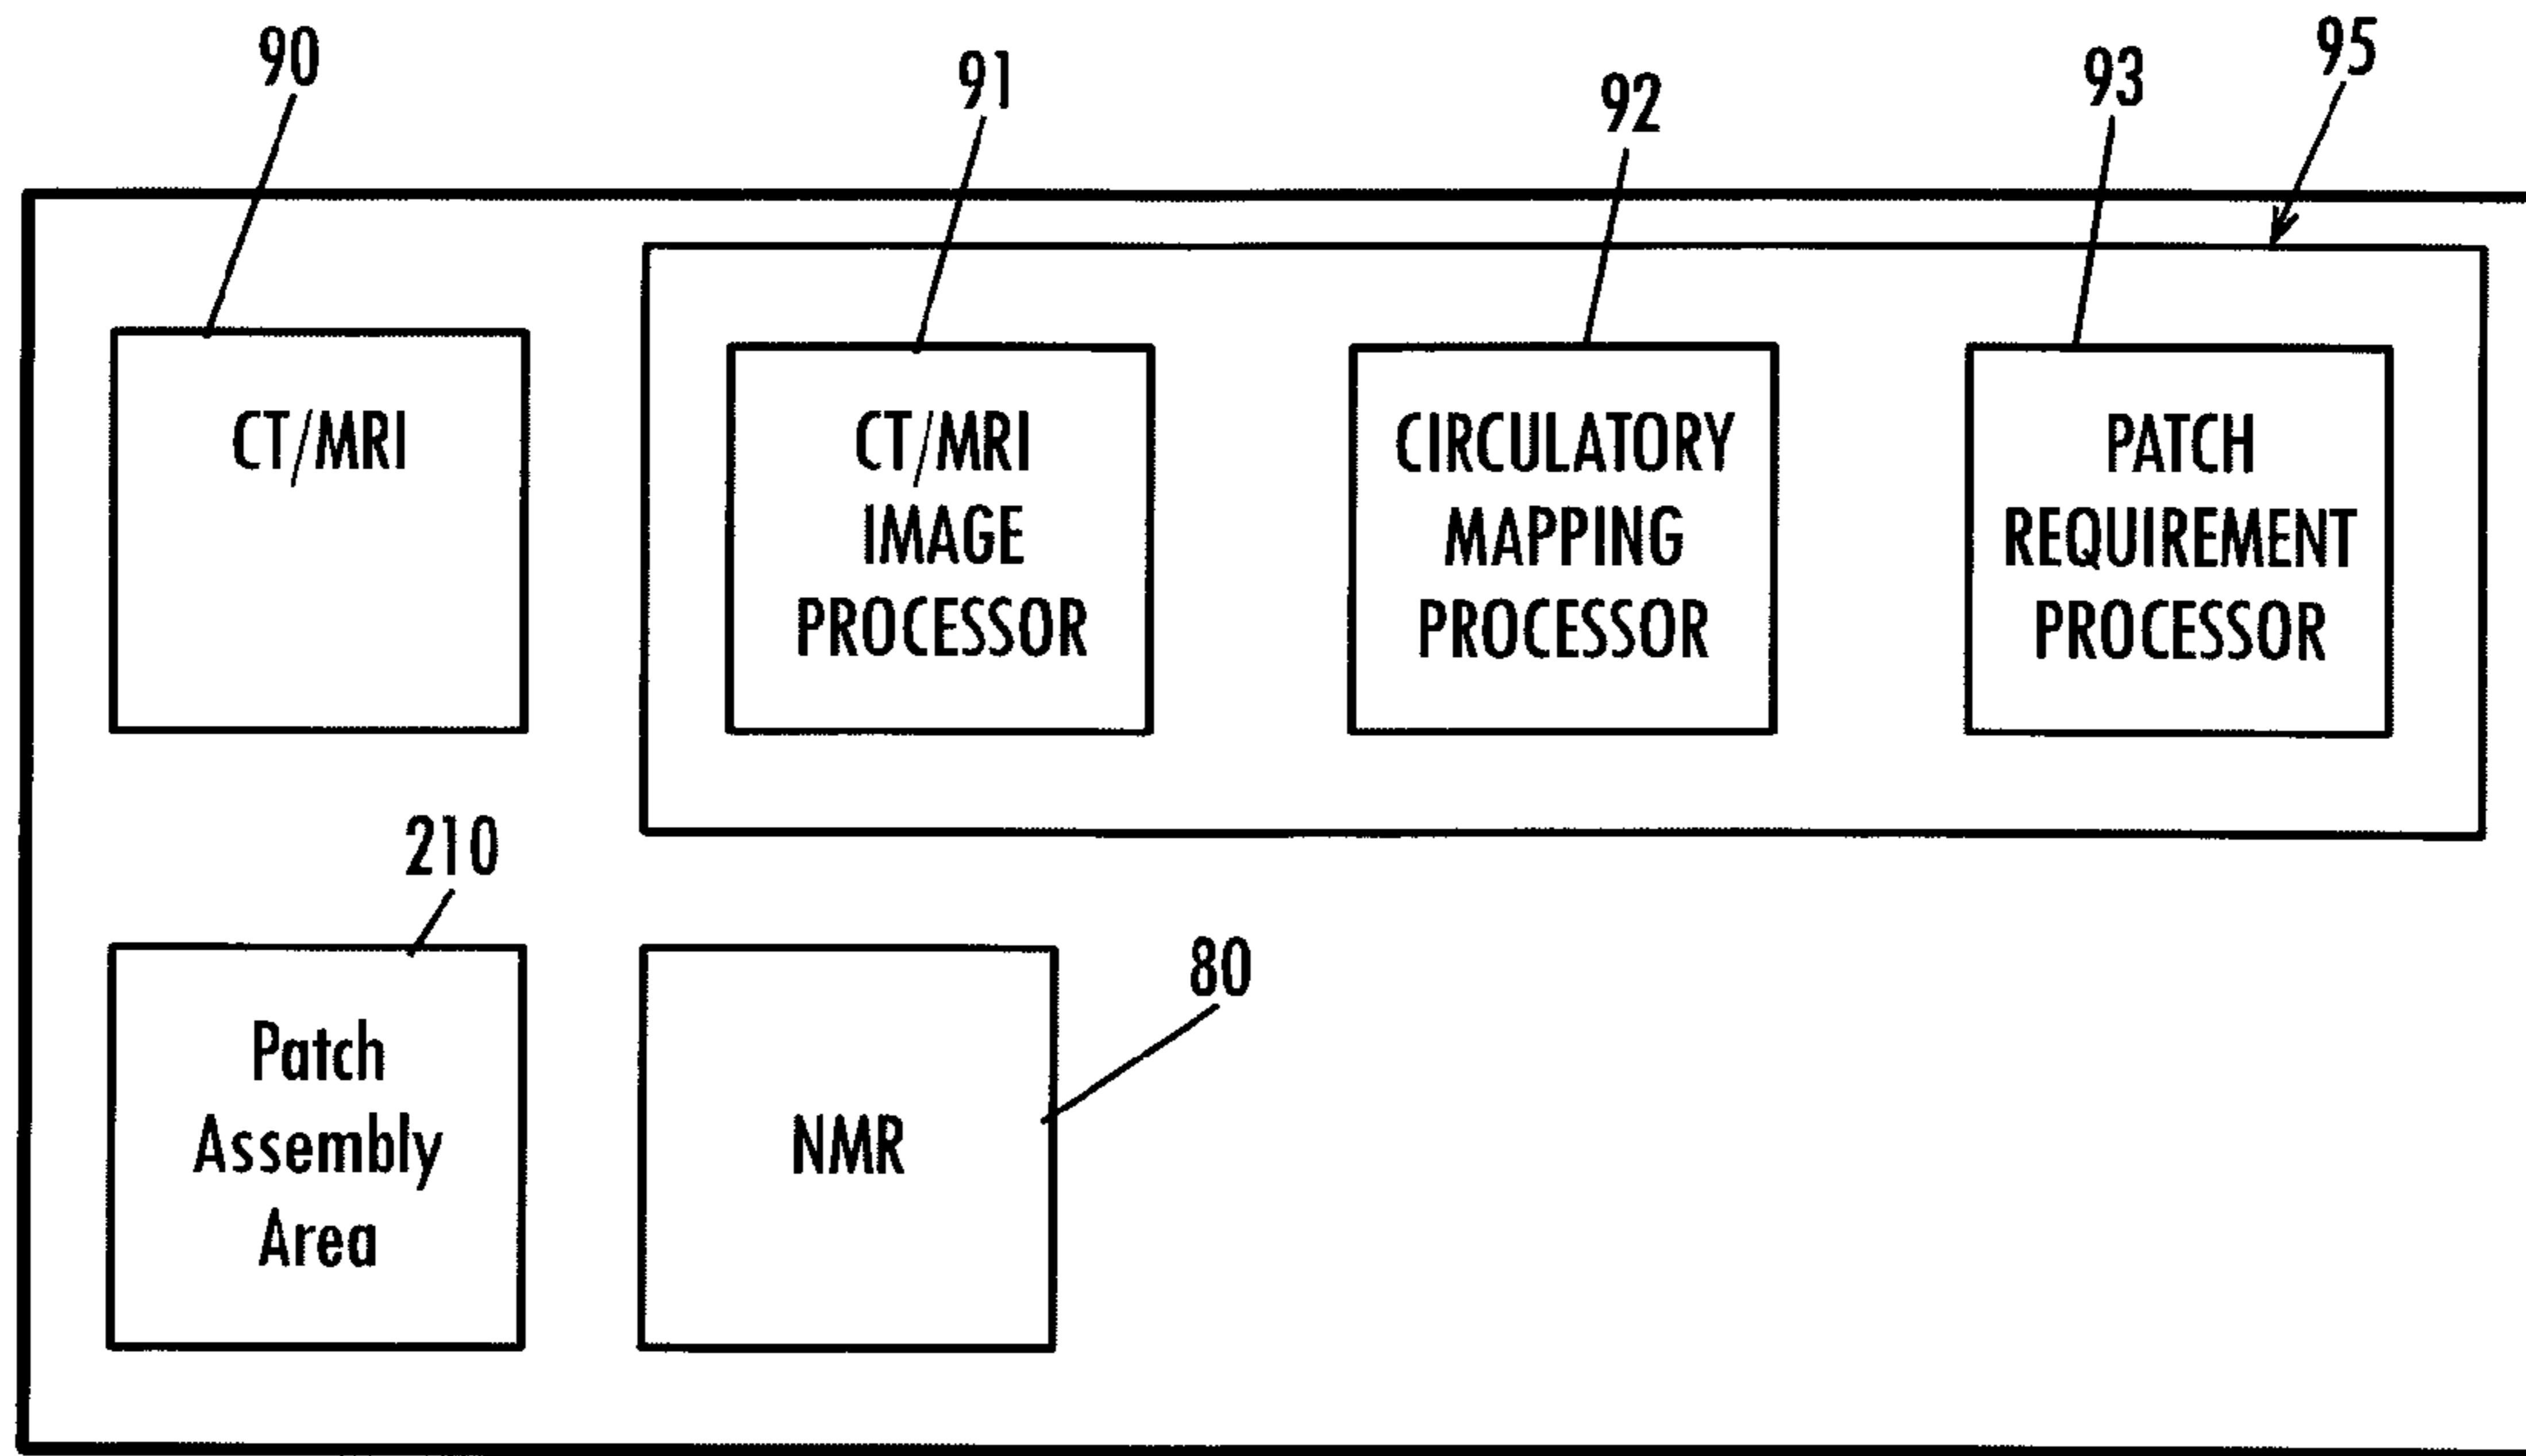 90
91
92
93
95
CT/MRI
CT/MRI
IMAGE
PROCESSOR
CIRCULATORY
MAPPING
PROCESSOR
PATCH
REQUIREMENT
PROCESSOR
210
80
Patch
Assembly
Area
NMR